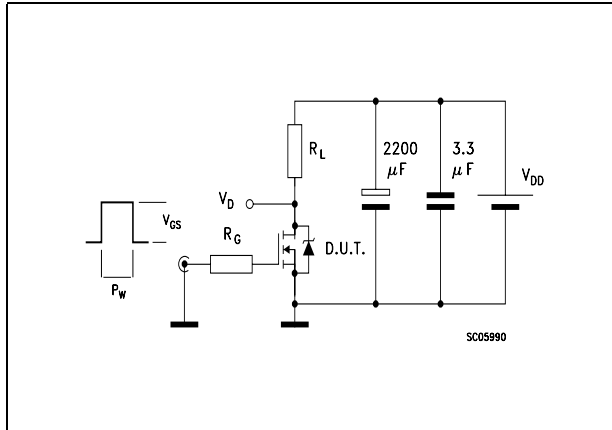 R_L
2200
μF
3.3
μF
V_DD
V_D
V_GS
R_G
D.U.T.
P_W
SC05990